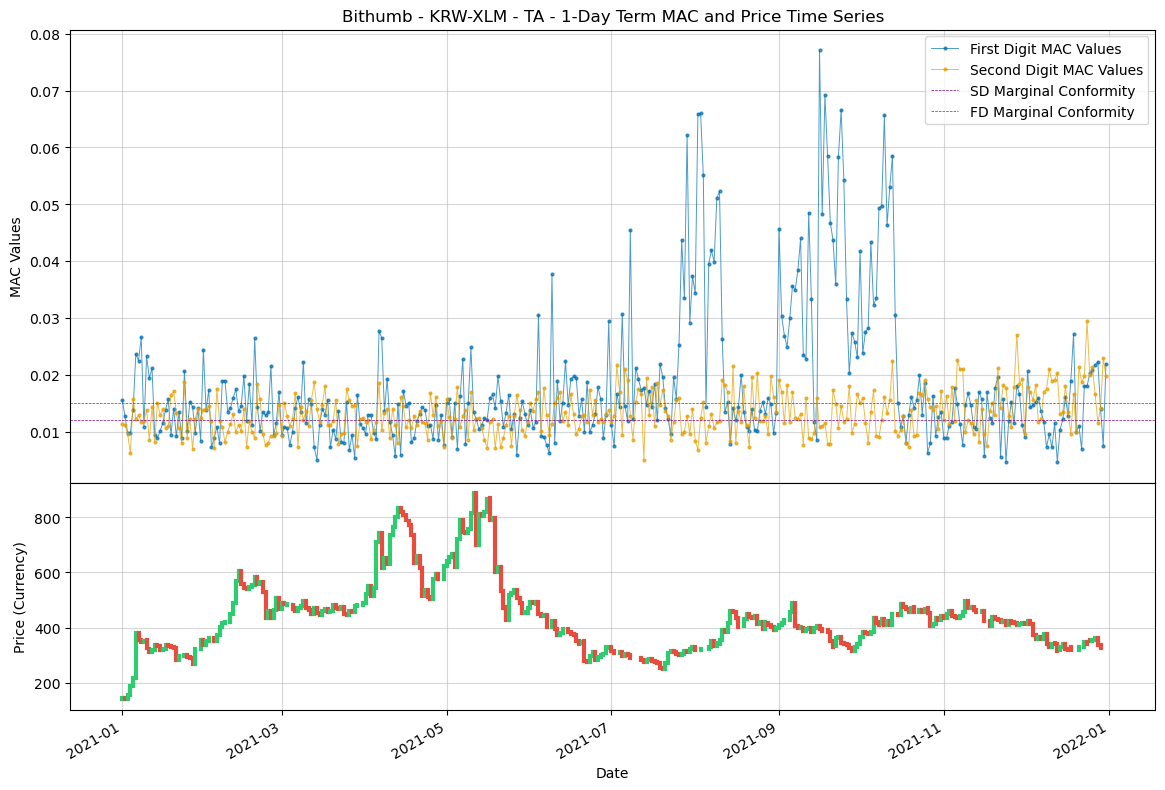 Bithumb - KRW-XLM - TA - 1-Day Term MAC and Price Time Series
First Digit MAC Values
Second Digit MAC Values
SD Marginal Conformity
FD Marginal Conformity
MAC Values
0.08
0.07
0.06
0.05
0.04
0.03
0.02
0.01
Price (Currency)
800
600
400
200
2021-01
2021-03
2021-05
2021-07
2021-09
2021-11
2022-01
Date